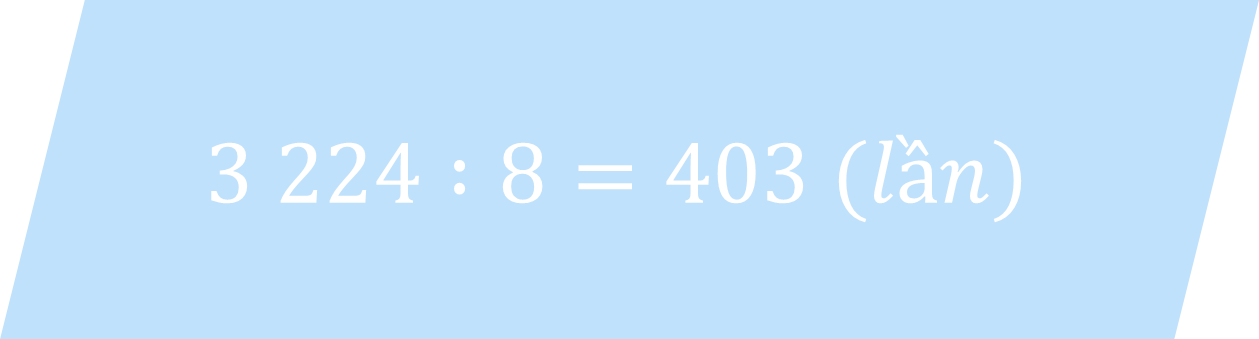 3 224 : 8 = 403 (lần)